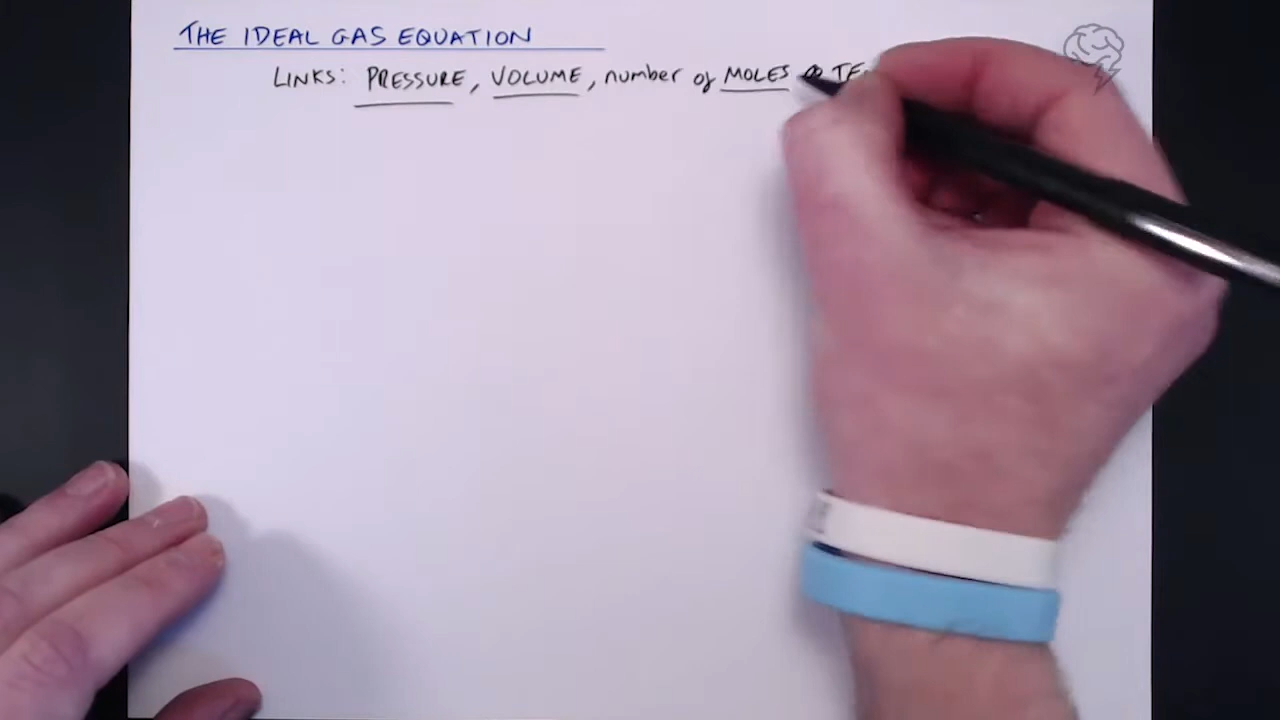 THE IDEAL GAS EQUATION
LINKS: PRESSURE, VOLUME, number of MOLES